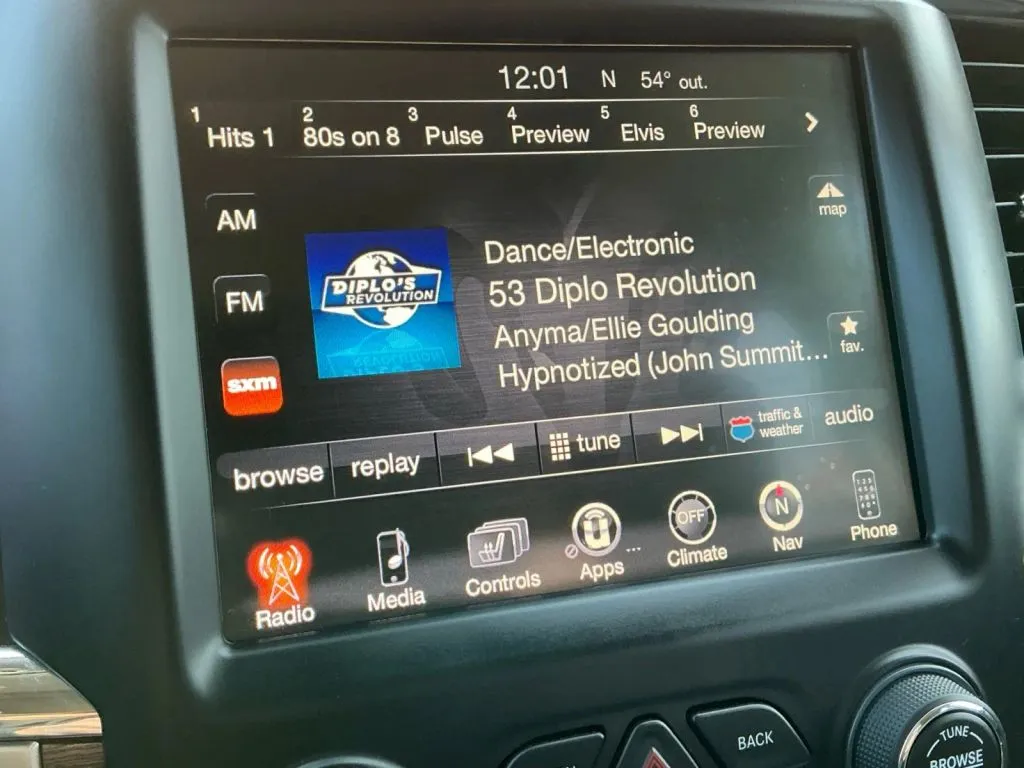 12:01 N 54° out.
1 Hits 1 2 80s on 8 3 Pulse 4 Preview 5 Elvis 6 Preview
map
AM
Dance/Electronic
DIPLO'S
REVOLUTION
53 Diplo Revolution
FM
Anyma/Ellie Goulding
fav.
Hypnotized (John Summit...
sxm
browse replay tune traffic & weather audio
OFF N
Radio Media Controls Apps ... Climate Nav Phone
BACK
TUNE
BROWSE